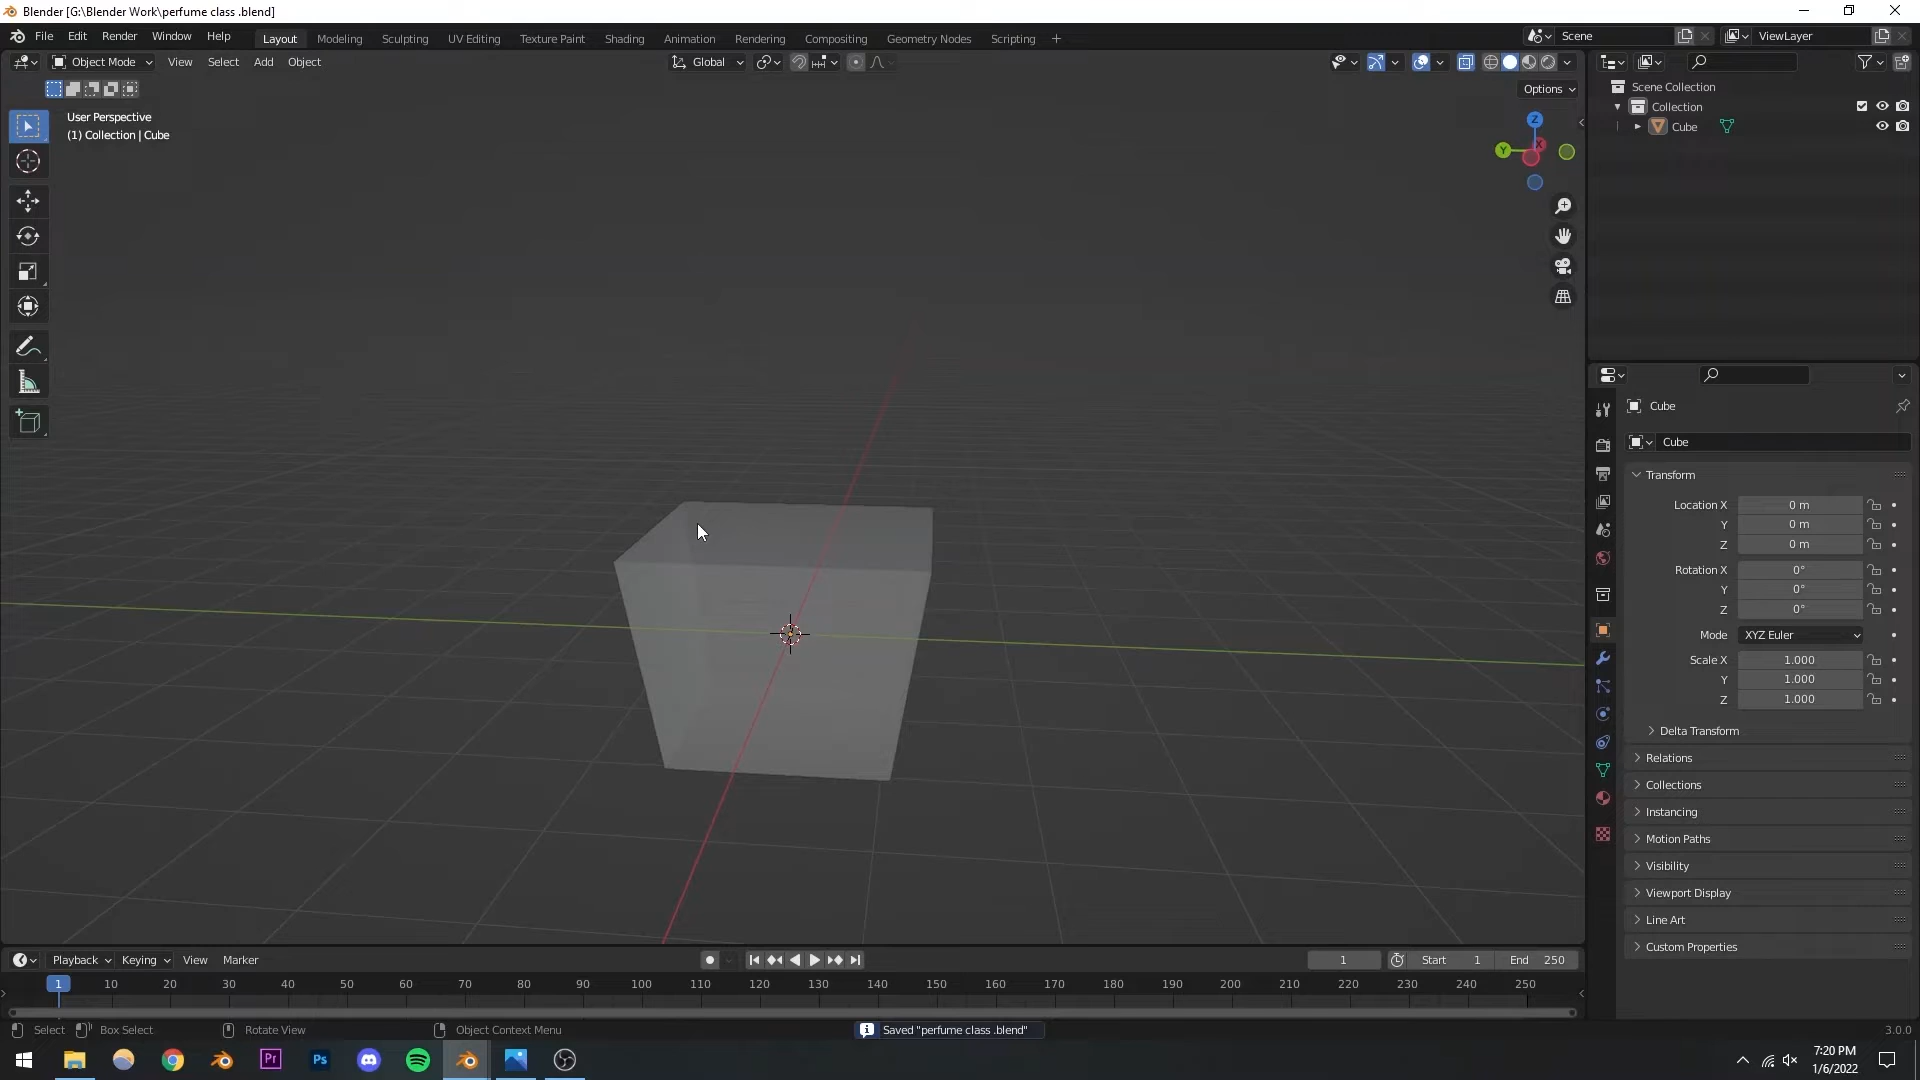 Blender [G:\Blender Work\perfume class .blend]
File Edit Render Window Help
Layout Modeling Sculpting UV Editing Texture Paint Shading Animation Rendering Compositing Geometry Nodes Scripting +
Scene
ViewLayer
Object Mode View Select Add Object
Global
Options
User Perspective
(1) Collection | Cube
Z
Y
X
Scene Collection
Collection
Cube
Cube
Cube
Transform
Location X 0 m
Y 0 m
Z 0 m
Rotation X 0°
Y 0°
Z 0°
Mode XYZ Euler
Scale X 1.000
Y 1.000
Z 1.000
Delta Transform
Relations
Collections
Instancing
Motion Paths
Visibility
Viewport Display
Line Art
Custom Properties
Playback Keying View Marker
1 Start 1 End 250
1 10 20 30 40 50 60 70 80 90 100 110 120 130 140 150 160 170 180 190 200 210 220 230 240 250
Select Box Select Rotate View Object Context Menu
Saved "perfume class .blend"
3.0.0
Pr
Ps
7:20 PM
1/6/2022